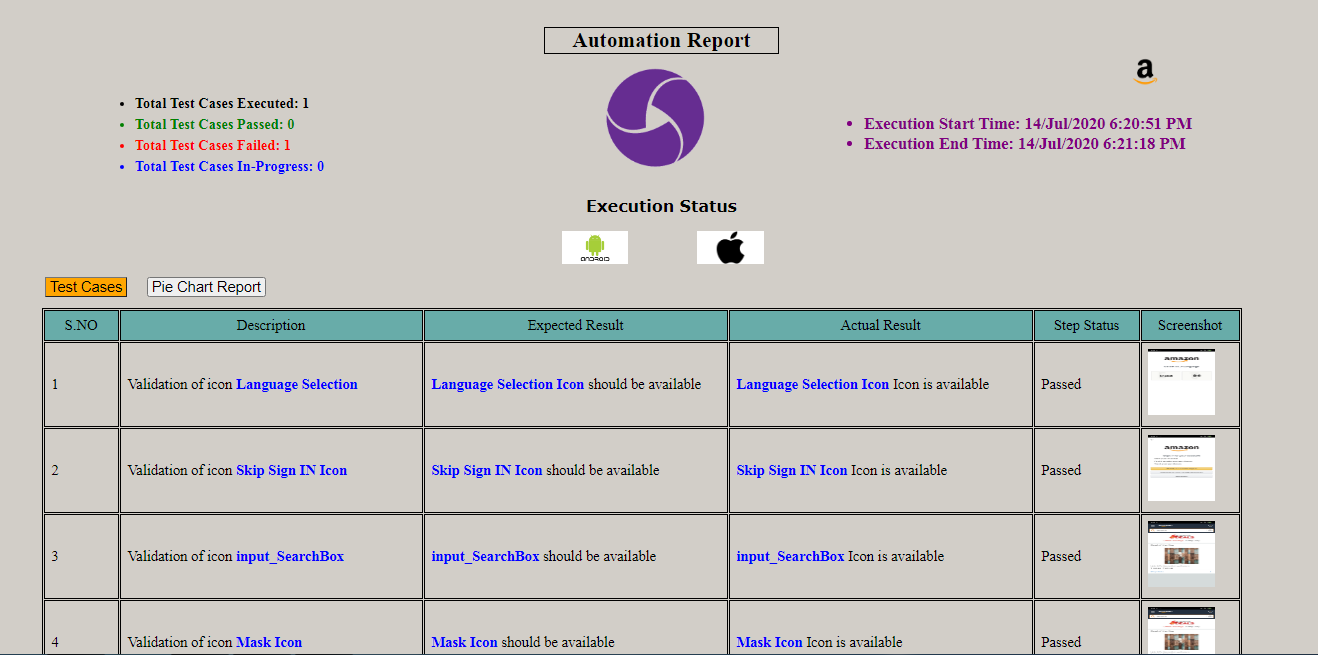 Automation Report
a
Total Test Cases Executed: 1
Total Test Cases Passed: 0
Total Test Cases Failed: 1
Total Test Cases In-Progress: 0
Execution Start Time: 14/Jul/2020 6:20:51 PM
Execution End Time: 14/Jul/2020 6:21:18 PM
Execution Status
ANDROID
Test Cases Pie Chart Report
S.NO Description Expected Result Actual Result Step Status Screenshot
1 Validation of icon Language Selection Language Selection Icon should be available Language Selection Icon Icon is available Passed amazon
2 Validation of icon Skip Sign IN Icon Skip Sign IN Icon should be available Skip Sign IN Icon Icon is available Passed amazon
3 Validation of icon input_SearchBox input_SearchBox should be available input_SearchBox Icon is available Passed
4 Validation of icon Mask Icon Mask Icon should be available Mask Icon Icon is available Passed